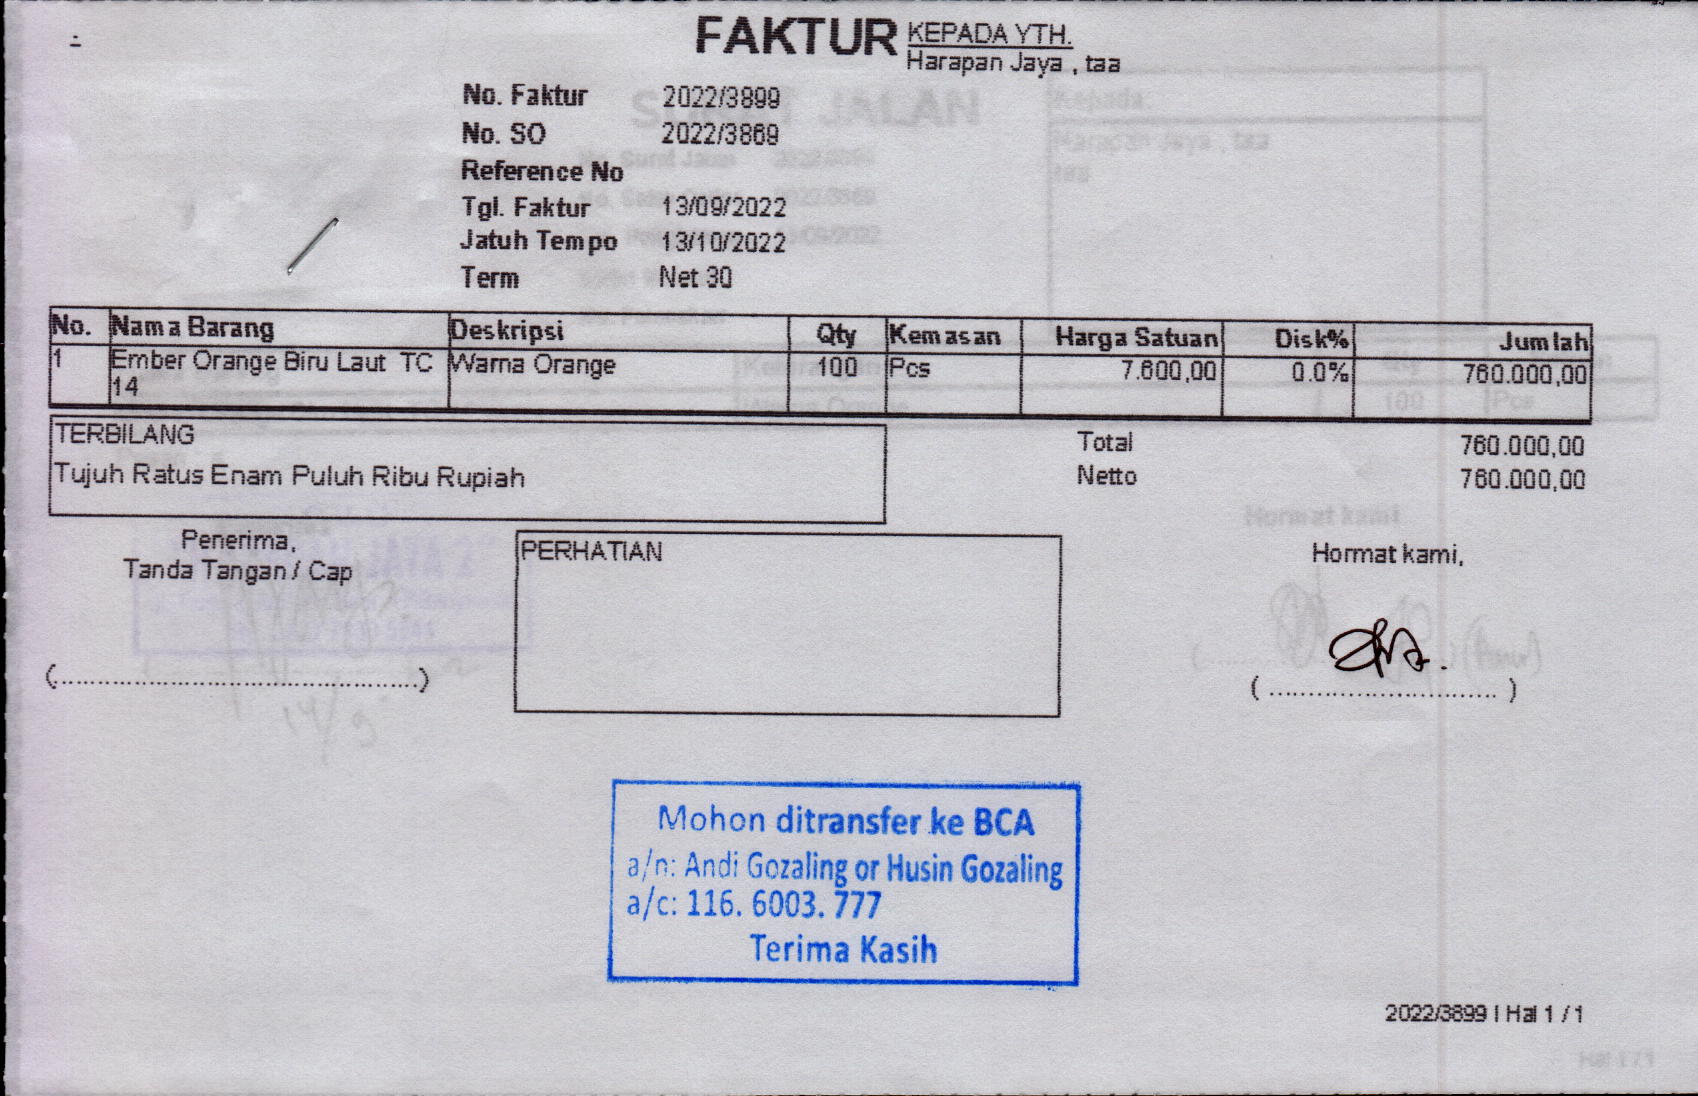 FAKTUR
KEPADA YTH.
Harapan Jaya , taa
No. Faktur 2022/3899
No. SO 2022/3869
Reference No
Tgl. Faktur 13/09/2022
Jatuh Tempo 13/10/2022
Term Net 30
No. Nama Barang Deskripsi Qty Kemasan Harga Satuan Disk% Jumlah
1 Ember Orange Biru Laut TC Warna Orange 100 Pcs 7.600,00 0.0% 760.000,00
14
TERBILANG
Tujuh Ratus Enam Puluh Ribu Rupiah
Total 760.000,00
Netto 760.000,00
Penerima,
Tanda Tangan / Cap
(..............................................)
PERHATIAN
Hormat kami,
( ............................ )
Mohon ditransfer ke BCA
a/n: Andi Gozaling or Husin Gozaling
a/c: 116. 6003. 777
Terima Kasih
2022/3899 | Hal 1 / 1